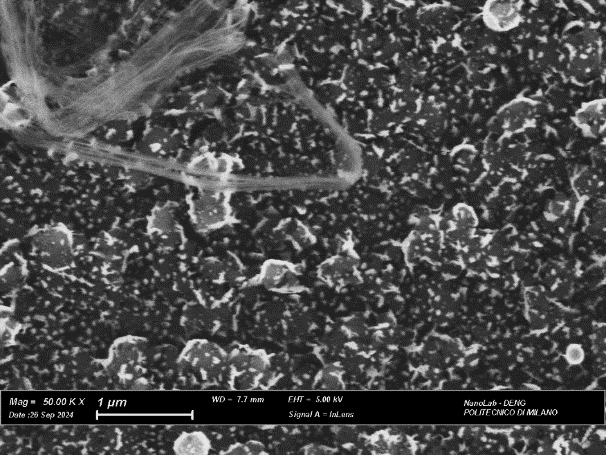 Mag = 50.00 K X 1 µm WD = 7.7 mm EHT = 5.00 kV NanoLab - DENG
Date :26 Sep 2024 Signal A = InLens POLITECNICO DI MILANO